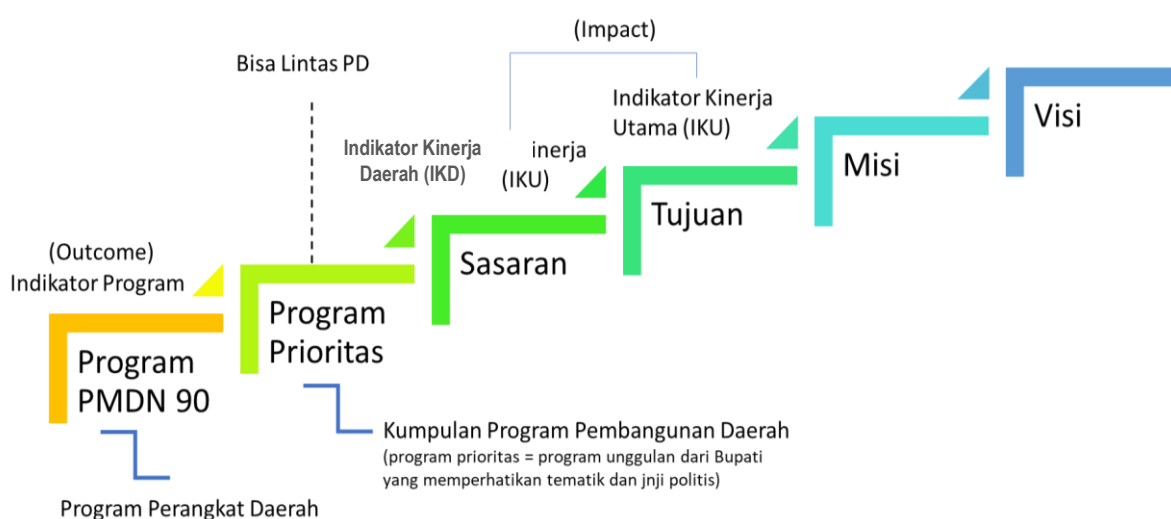 (Impact)
Bisa Lintas PD
Indikator Kinerja
Utama (IKU)
Visi
Indikator Kinerja
Daerah (IKD)
inerja
(IKU)
Misi
Tujuan
(Outcome)
Indikator Program
Sasaran
Program
Prioritas
Program
PMDN 90
Kumpulan Program Pembangunan Daerah
(program prioritas = program unggulan dari Bupati
yang memperhatikan tematik dan jnji politis)
Program Perangkat Daerah